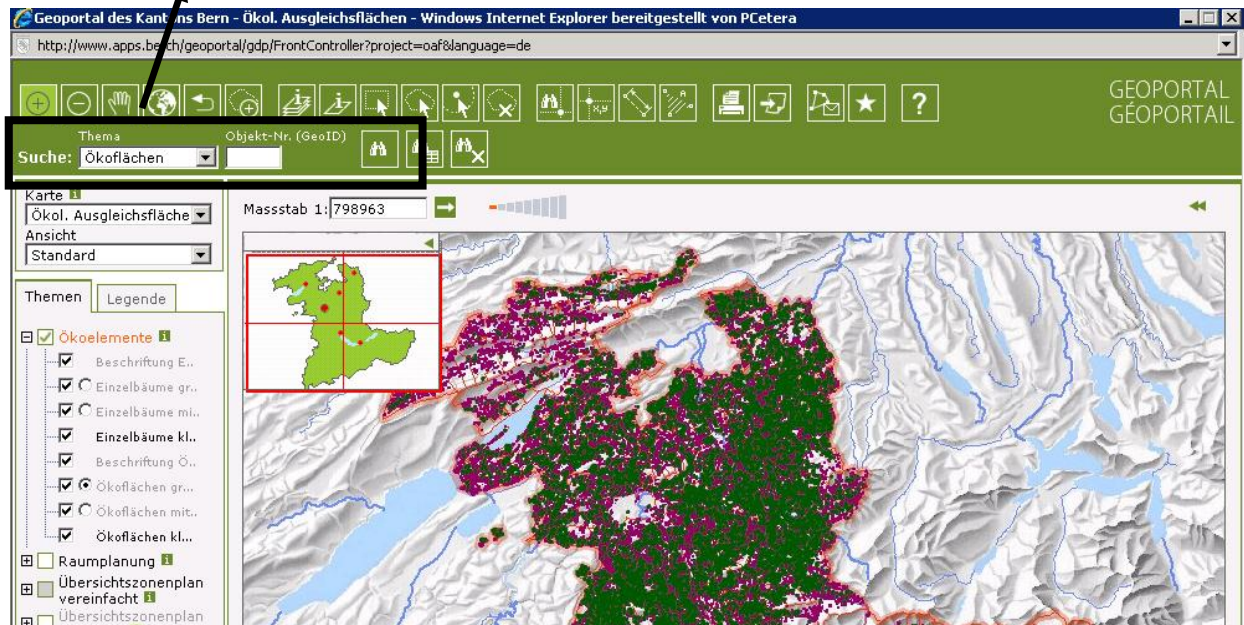 Geoportal des Kantons Bern - Ökol. Ausgleichsflächen - Windows Internet Explorer bereitgestellt von PCetera
http://www.apps.be.ch/geoportal/gdp/FrontController?project=oaf&language=de
GEOPORTAL
GÉOPORTAIL
x,y
?
Thema
Objekt-Nr. (GeoID)
Suche: Ökoflächen
Karte
Ökol. Ausgleichsfläche
Ansicht
Standard
Massstab 1: 798963
Themen
Legende
Ökoelemente
Beschriftung E..
Einzelbäume gr..
Einzelbäume mi..
Einzelbäume kl..
Beschriftung Ö..
Ökoflächen gr...
Ökoflächen mit..
Ökoflächen kl...
Raumplanung
Übersichtszonenplan
vereinfacht
Übersichtszonenplan